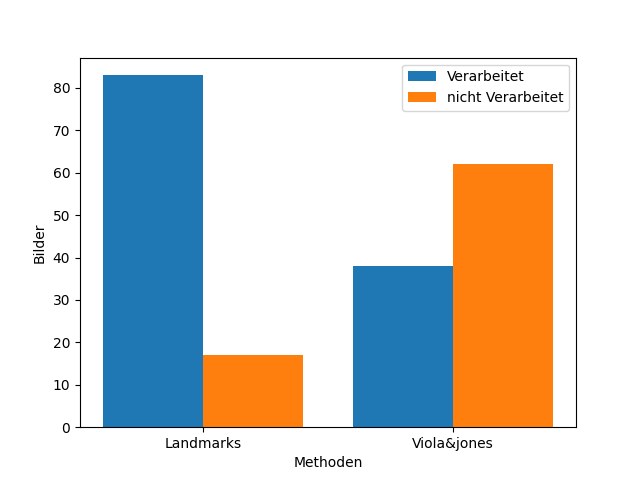 Verarbeitet
nicht Verarbeitet
80
70
60
50
40
30
20
10
0
Bilder
Landmarks
Viola&jones
Methoden